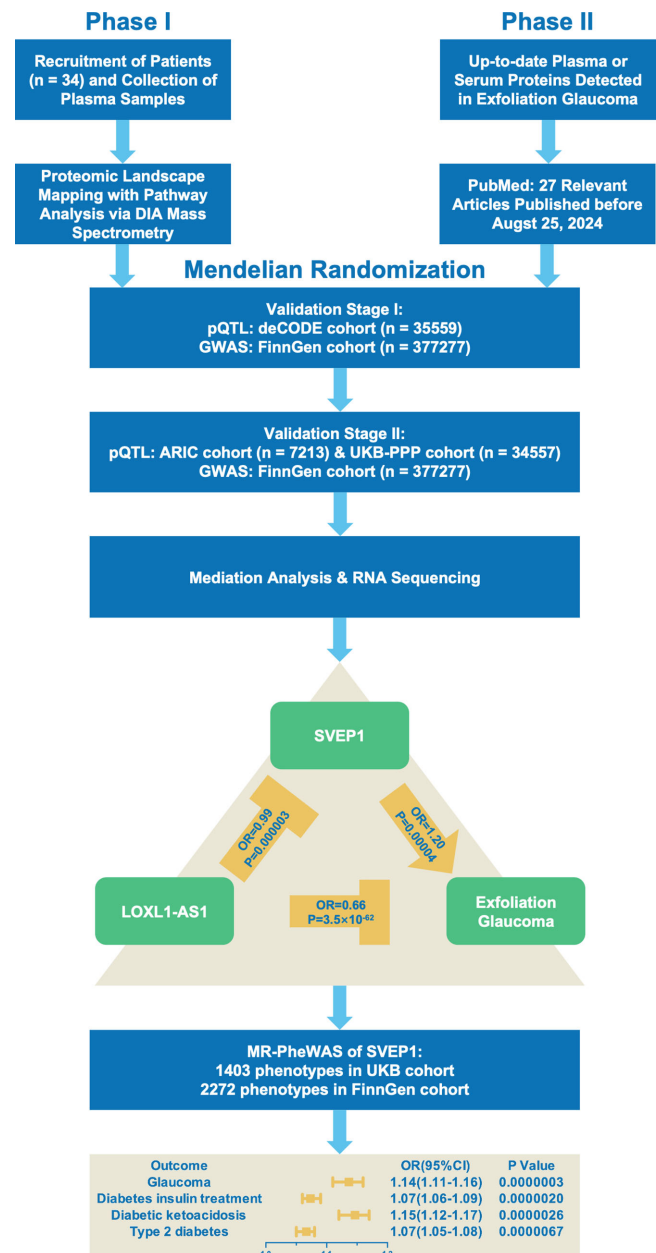 Phase I
Phase II
Recruitment of Patients
(n = 34) and Collection of
Plasma Samples
Up-to-date Plasma or
Serum Proteins Detected
in Exfoliation Glaucoma
Proteomic Landscape
Mapping with Pathway
Analysis via DIA Mass
Spectrometry
PubMed: 27 Relevant
Articles Published before
Augst 25, 2024
Mendelian Randomization
Validation Stage I:
pQTL: deCODE cohort (n = 35559)
GWAS: FinnGen cohort (n = 377277)
Validation Stage II:
pQTL: ARIC cohort (n = 7213) & UKB-PPP cohort (n = 34557)
GWAS: FinnGen cohort (n = 377277)
Mediation Analysis & RNA Sequencing
SVEP1
OR=0.99
P=0.000003
OR=1.20
P=0.00004
LOXL1-AS1
OR=0.66
P=3.5×10⁻⁶²
Exfoliation
Glaucoma
MR-PheWAS of SVEP1:
1403 phenotypes in UKB cohort
2272 phenotypes in FinnGen cohort
Outcome OR(95%CI) P Value
Glaucoma 1.14(1.11-1.16) 0.0000003
Diabetes insulin treatment 1.07(1.06-1.09) 0.0000020
Diabetic ketoacidosis 1.15(1.12-1.17) 0.0000026
Type 2 diabetes 1.07(1.05-1.08) 0.0000067